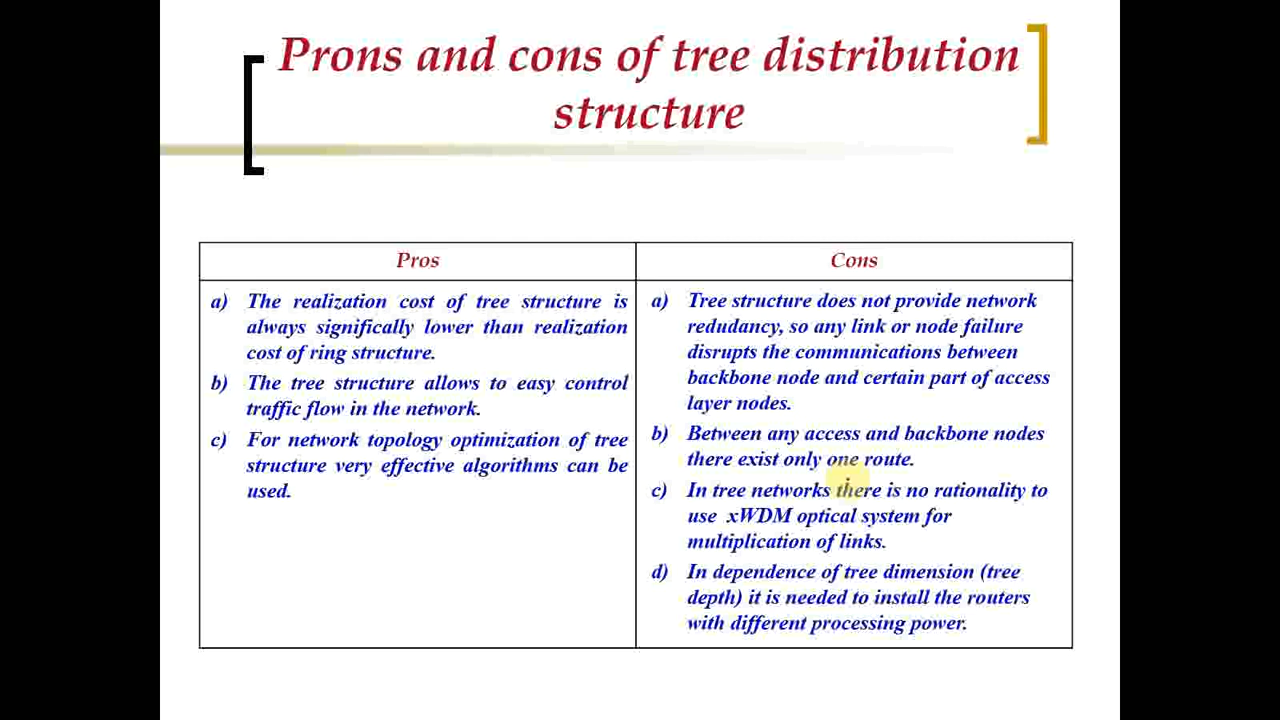 Prons and cons of tree distribution
structure
Pros
a) The realization cost of tree structure is
always significally lower than realization
cost of ring structure.
b) The tree structure allows to easy control
traffic flow in the network.
c) For network topology optimization of tree
structure very effective algorithms can be
used.
Cons
a) Tree structure does not provide network
redudancy, so any link or node failure
disrupts the communications between
backbone node and certain part of access
layer nodes.
b) Between any access and backbone nodes
there exist only one route.
c) In tree networks there is no rationality to
use xWDM optical system for
multiplication of links.
d) In dependence of tree dimension (tree
depth) it is needed to install the routers
with different processing power.